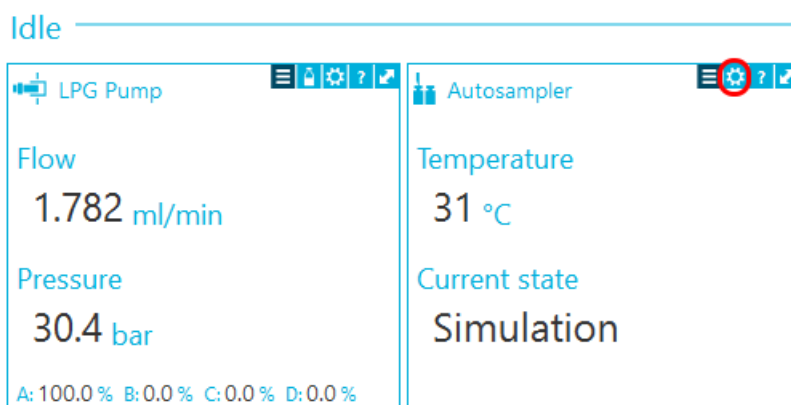 Idle
LPG Pump
?
Autosampler
?
Flow
1.782 ml/min
Temperature
31 °C
Pressure
30.4 bar
Current state
Simulation
A: 100.0 % B: 0.0 % C: 0.0 % D: 0.0 %